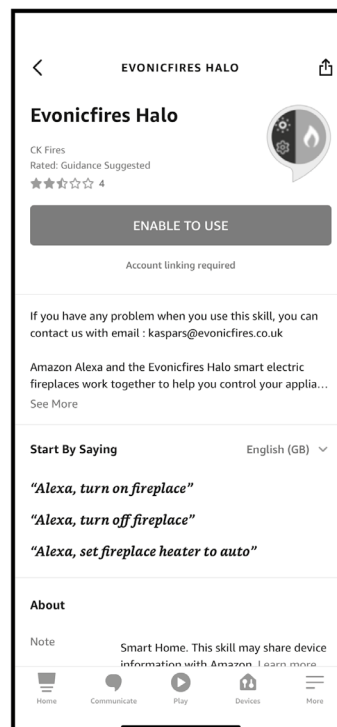 EVONICFIRES HALO
Evonicfires Halo
CK Fires
Rated: Guidance Suggested
4
ENABLE TO USE
Account linking required
If you have any problem when you use this skill, you can
contact us with email : kaspars@evonicfires.co.uk
Amazon Alexa and the Evonicfires Halo smart electric
fireplaces work together to help you control your applia...
See More
Start By Saying English (GB)
“Alexa, turn on fireplace”
“Alexa, turn off fireplace”
“Alexa, set fireplace heater to auto”
About
Note Smart Home. This skill may share device
information with Amazon. Learn more
Home Communicate Play Devices More